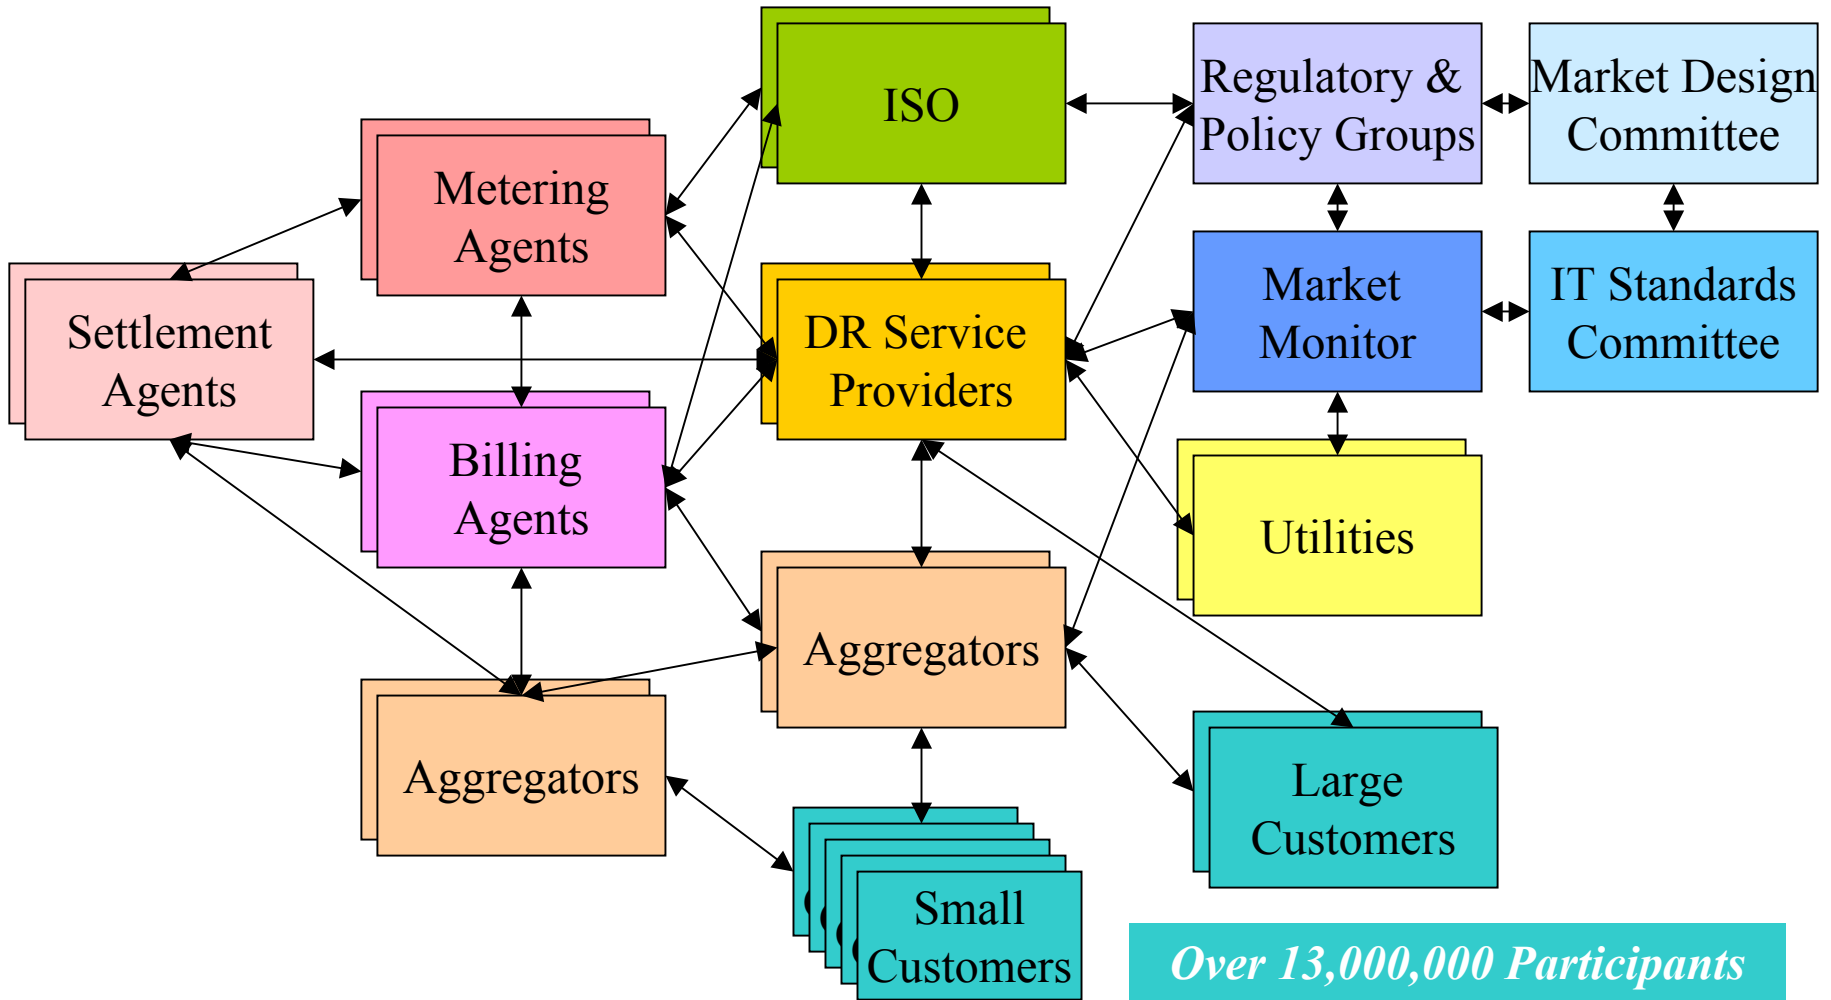 ISO
Regulatory &
Policy Groups
Market Design
Committee
Metering
Agents
Settlement
Agents
DR Service
Providers
Market
Monitor
IT Standards
Committee
Billing
Agents
Utilities
Aggregators
Aggregators
Large
Customers
Small
Customers
Over 13,000,000 Participants